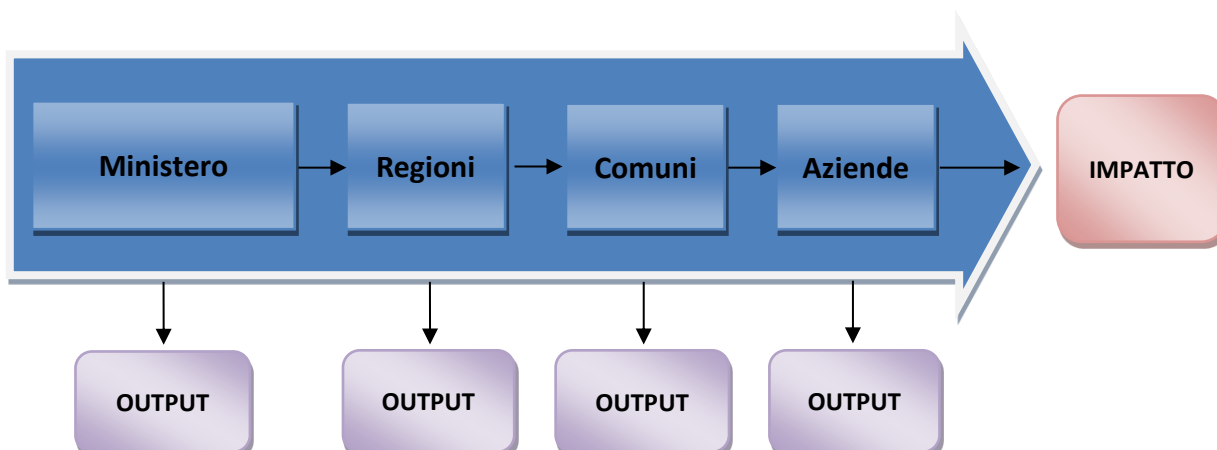 Ministero
Regioni
Comuni
Aziende
IMPATTO
OUTPUT
OUTPUT
OUTPUT
OUTPUT